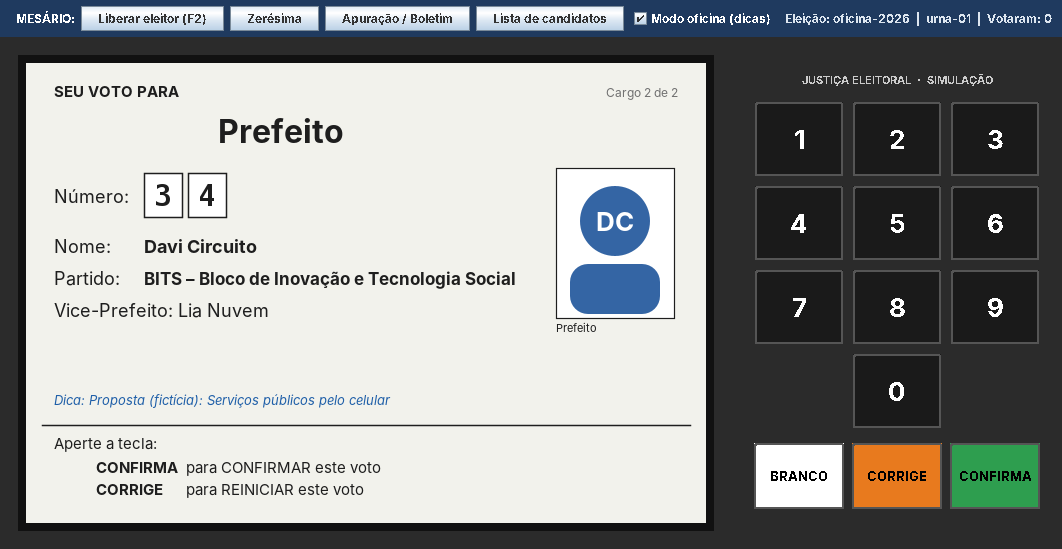 MESÁRIO: Liberar eleitor (F2) Zerésima Apuração / Boletim Lista de candidatos Modo oficina (dicas) Eleição: oficina-2026 | urna-01 | Votaram: 0
SEU VOTO PARA
Cargo 2 de 2
Prefeito
Número: 3 4
Nome: Davi Circuito
Partido: BITS – Bloco de Inovação e Tecnologia Social
Vice-Prefeito: Lia Nuvem
DC
Prefeito
Dica: Proposta (fictícia): Serviços públicos pelo celular
Aperte a tecla:
CONFIRMA para CONFIRMAR este voto
CORRIGE para REINICIAR este voto
JUSTIÇA ELEITORAL · SIMULAÇÃO
1 2 3
4 5 6
7 8 9
0
BRANCO CORRIGE CONFIRMA